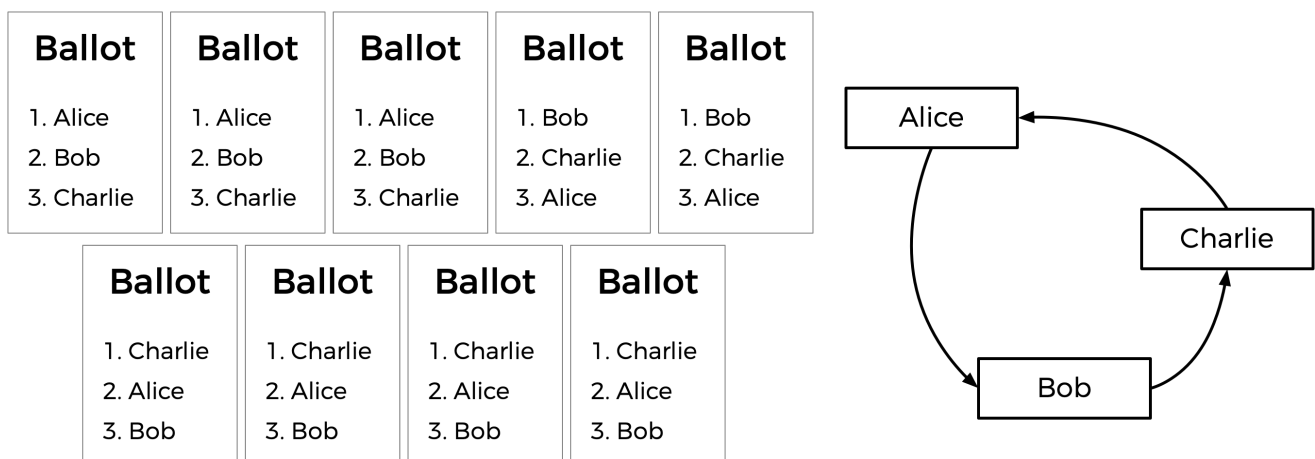 Ballot
1. Alice
2. Bob
3. Charlie
Ballot
1. Alice
2. Bob
3. Charlie
Ballot
1. Alice
2. Bob
3. Charlie
Ballot
1. Bob
2. Charlie
3. Alice
Ballot
1. Bob
2. Charlie
3. Alice
Ballot
1. Charlie
2. Alice
3. Bob
Ballot
1. Charlie
2. Alice
3. Bob
Ballot
1. Charlie
2. Alice
3. Bob
Ballot
1. Charlie
2. Alice
3. Bob
Alice
Charlie
Bob